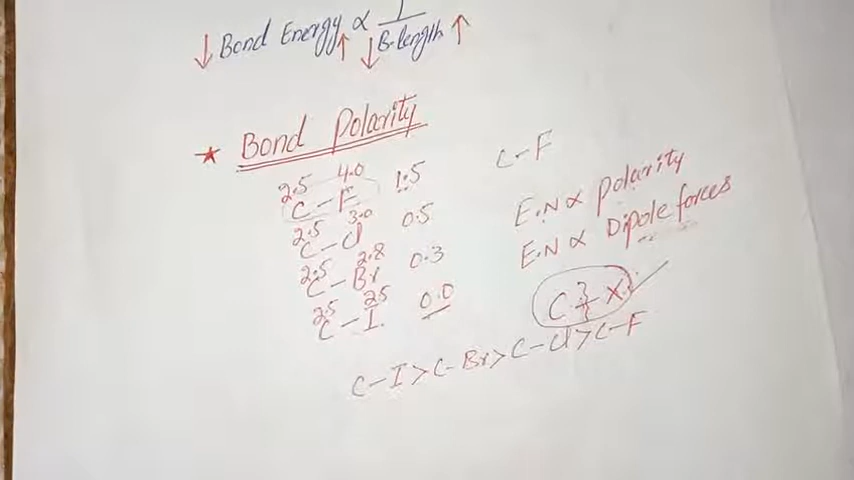 ↓ Bond Energy ↑ ∝ 1 / ↓ B.length ↑
★ Bond Polarity
2.5 4.0
C-F 1.5
2.5 3.0
C-Cl 0.5
2.5 2.8
C-Br 0.3
2.5 2.5
C-I. 0.0
C-F
E.N ∝ Polarity
E.N ∝ Dipole forces
C-X
C-I > C-Br > C-Cl > C-F